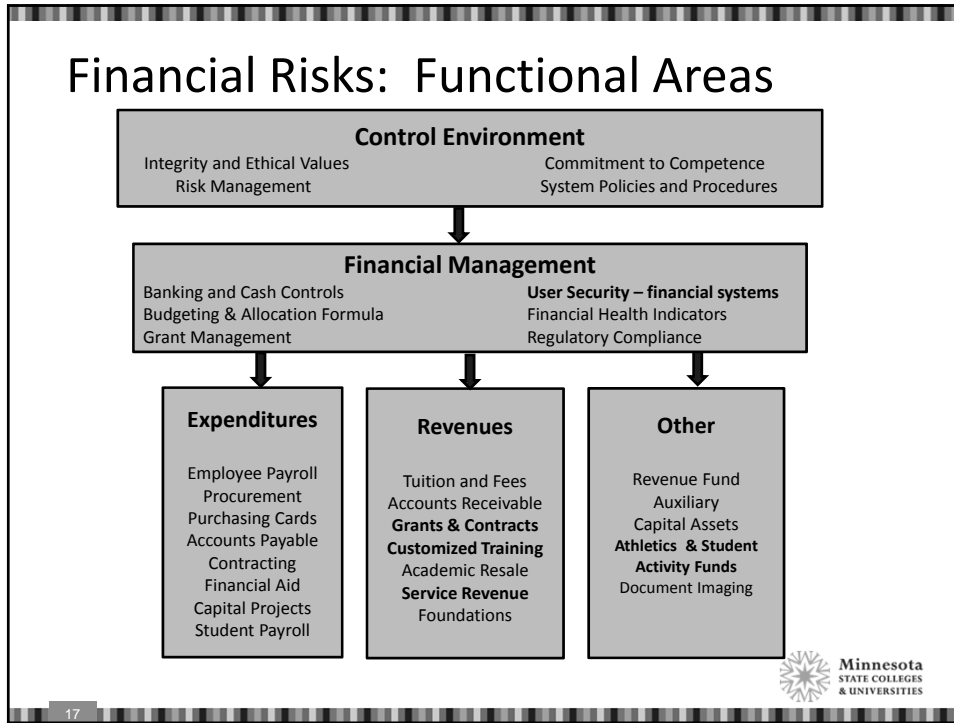 Financial Risks: Functional Areas
Control Environment
Integrity and Ethical Values
Risk Management
Commitment to Competence
System Policies and Procedures
Financial Management
Banking and Cash Controls
Budgeting & Allocation Formula
Grant Management
User Security – financial systems
Financial Health Indicators
Regulatory Compliance
Expenditures
Employee Payroll
Procurement
Purchasing Cards
Accounts Payable
Contracting
Financial Aid
Capital Projects
Student Payroll
Revenues
Tuition and Fees
Accounts Receivable
Grants & Contracts
Customized Training
Academic Resale
Service Revenue
Foundations
Other
Revenue Fund
Auxiliary
Capital Assets
Athletics & Student
Activity Funds
Document Imaging
Minnesota
STATE COLLEGES
& UNIVERSITIES
17